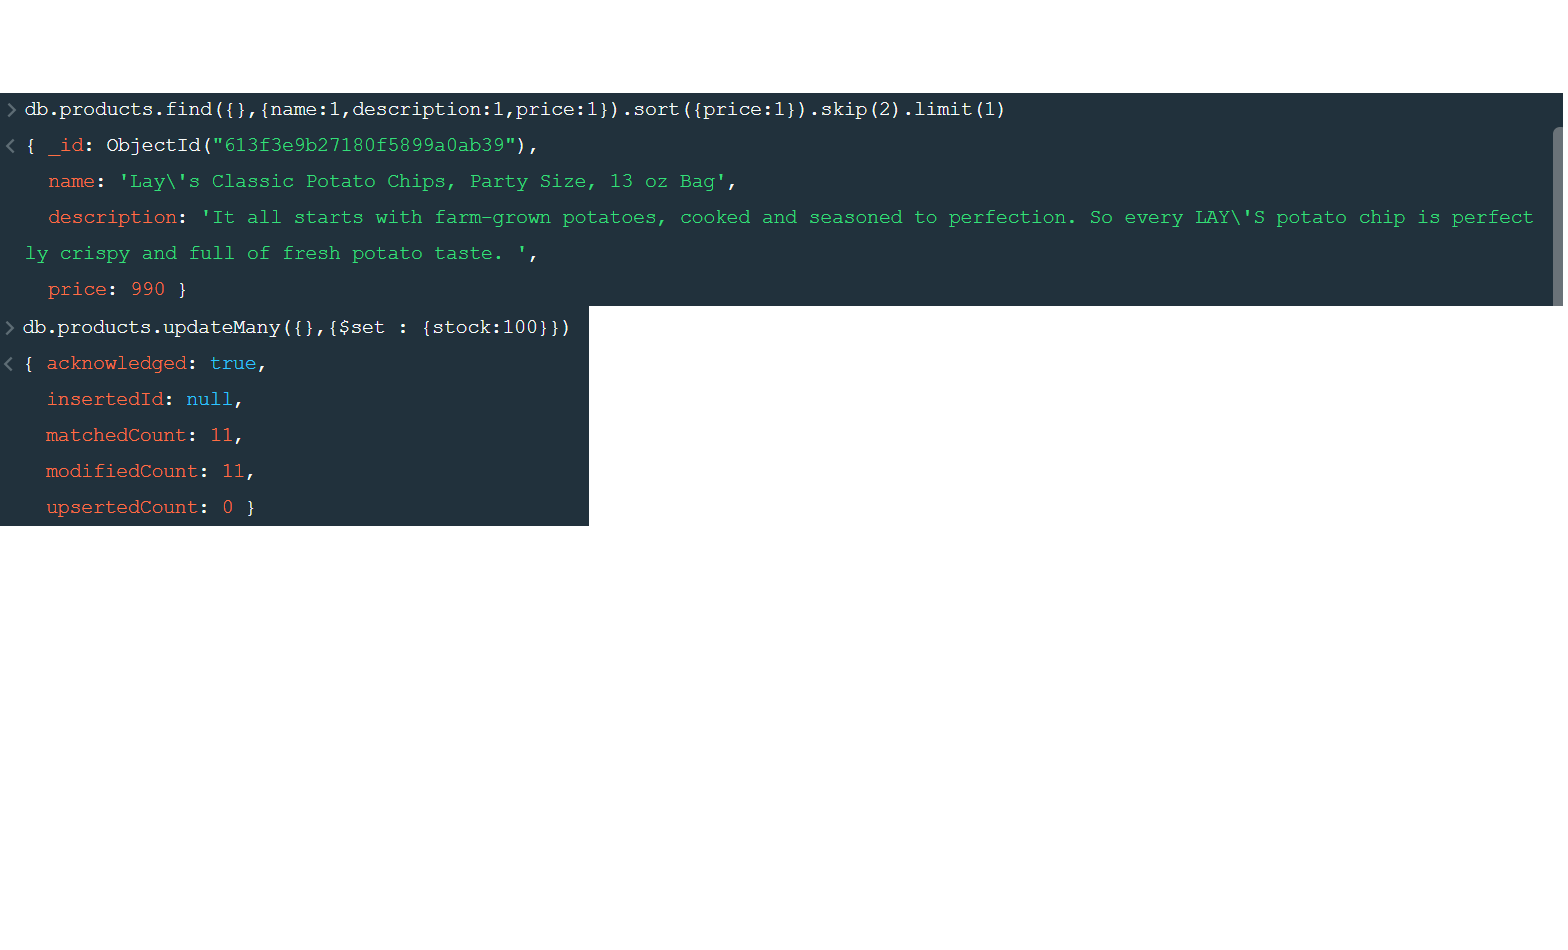 > db.products.find({},{name:1,description:1,price:1}).sort({price:1}).skip(2).limit(1)
< { _id: ObjectId("613f3e9b27180f5899a0ab39"),
name: 'Lay\'s Classic Potato Chips, Party Size, 13 oz Bag',
description: 'It all starts with farm-grown potatoes, cooked and seasoned to perfection. So every LAY\'S potato chip is perfect
ly crispy and full of fresh potato taste. ',
price: 990 }
> db.products.updateMany({},{$set : {stock:100}})
< { acknowledged: true,
insertedId: null,
matchedCount: 11,
modifiedCount: 11,
upsertedCount: 0 }